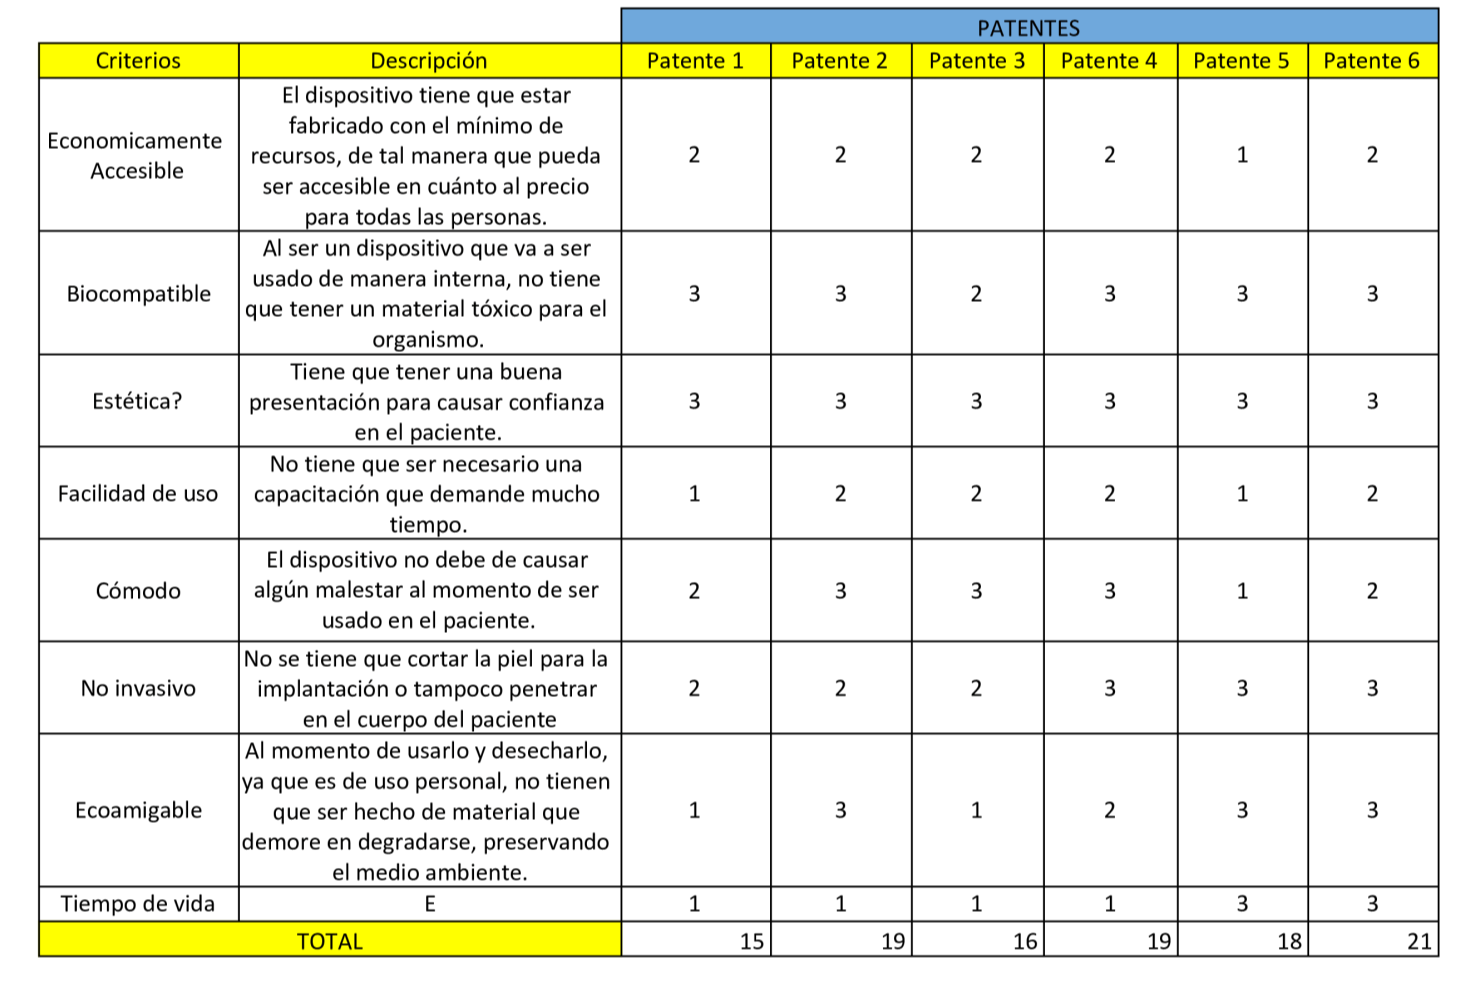 PATENTES
Criterios Descripción Patente 1 Patente 2 Patente 3 Patente 4 Patente 5 Patente 6
Economicamente
Accesible
El dispositivo tiene que estar
fabricado con el mínimo de
recursos, de tal manera que pueda
ser accesible en cuánto al precio
para todas las personas.
2 2 2 2 1 2
Biocompatible
Al ser un dispositivo que va a ser
usado de manera interna, no tiene
que tener un material tóxico para el
organismo.
3 3 2 3 3 3
Estética?
Tiene que tener una buena
presentación para causar confianza
en el paciente.
3 3 3 3 3 3
Facilidad de uso
No tiene que ser necesario una
capacitación que demande mucho
tiempo.
1 2 2 2 1 2
Cómodo
El dispositivo no debe de causar
algún malestar al momento de ser
usado en el paciente.
2 3 3 3 1 2
No invasivo
No se tiene que cortar la piel para la
implantación o tampoco penetrar
en el cuerpo del paciente
2 2 2 3 3 3
Ecoamigable
Al momento de usarlo y desecharlo,
ya que es de uso personal, no tienen
que ser hecho de material que
demore en degradarse, preservando
el medio ambiente.
1 3 1 2 3 3
Tiempo de vida E 1 1 1 1 3 3
TOTAL 15 19 16 19 18 21